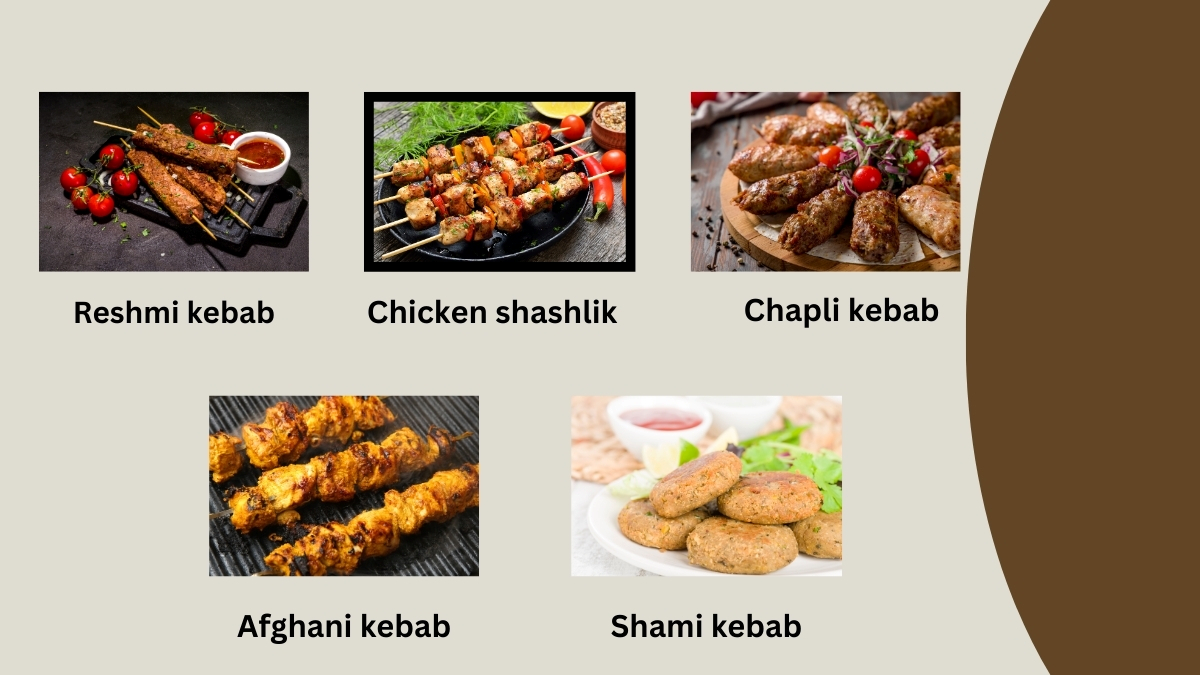 Reshmi kebab
Chicken shashlik
Chapli kebab
Afghani kebab
Shami kebab